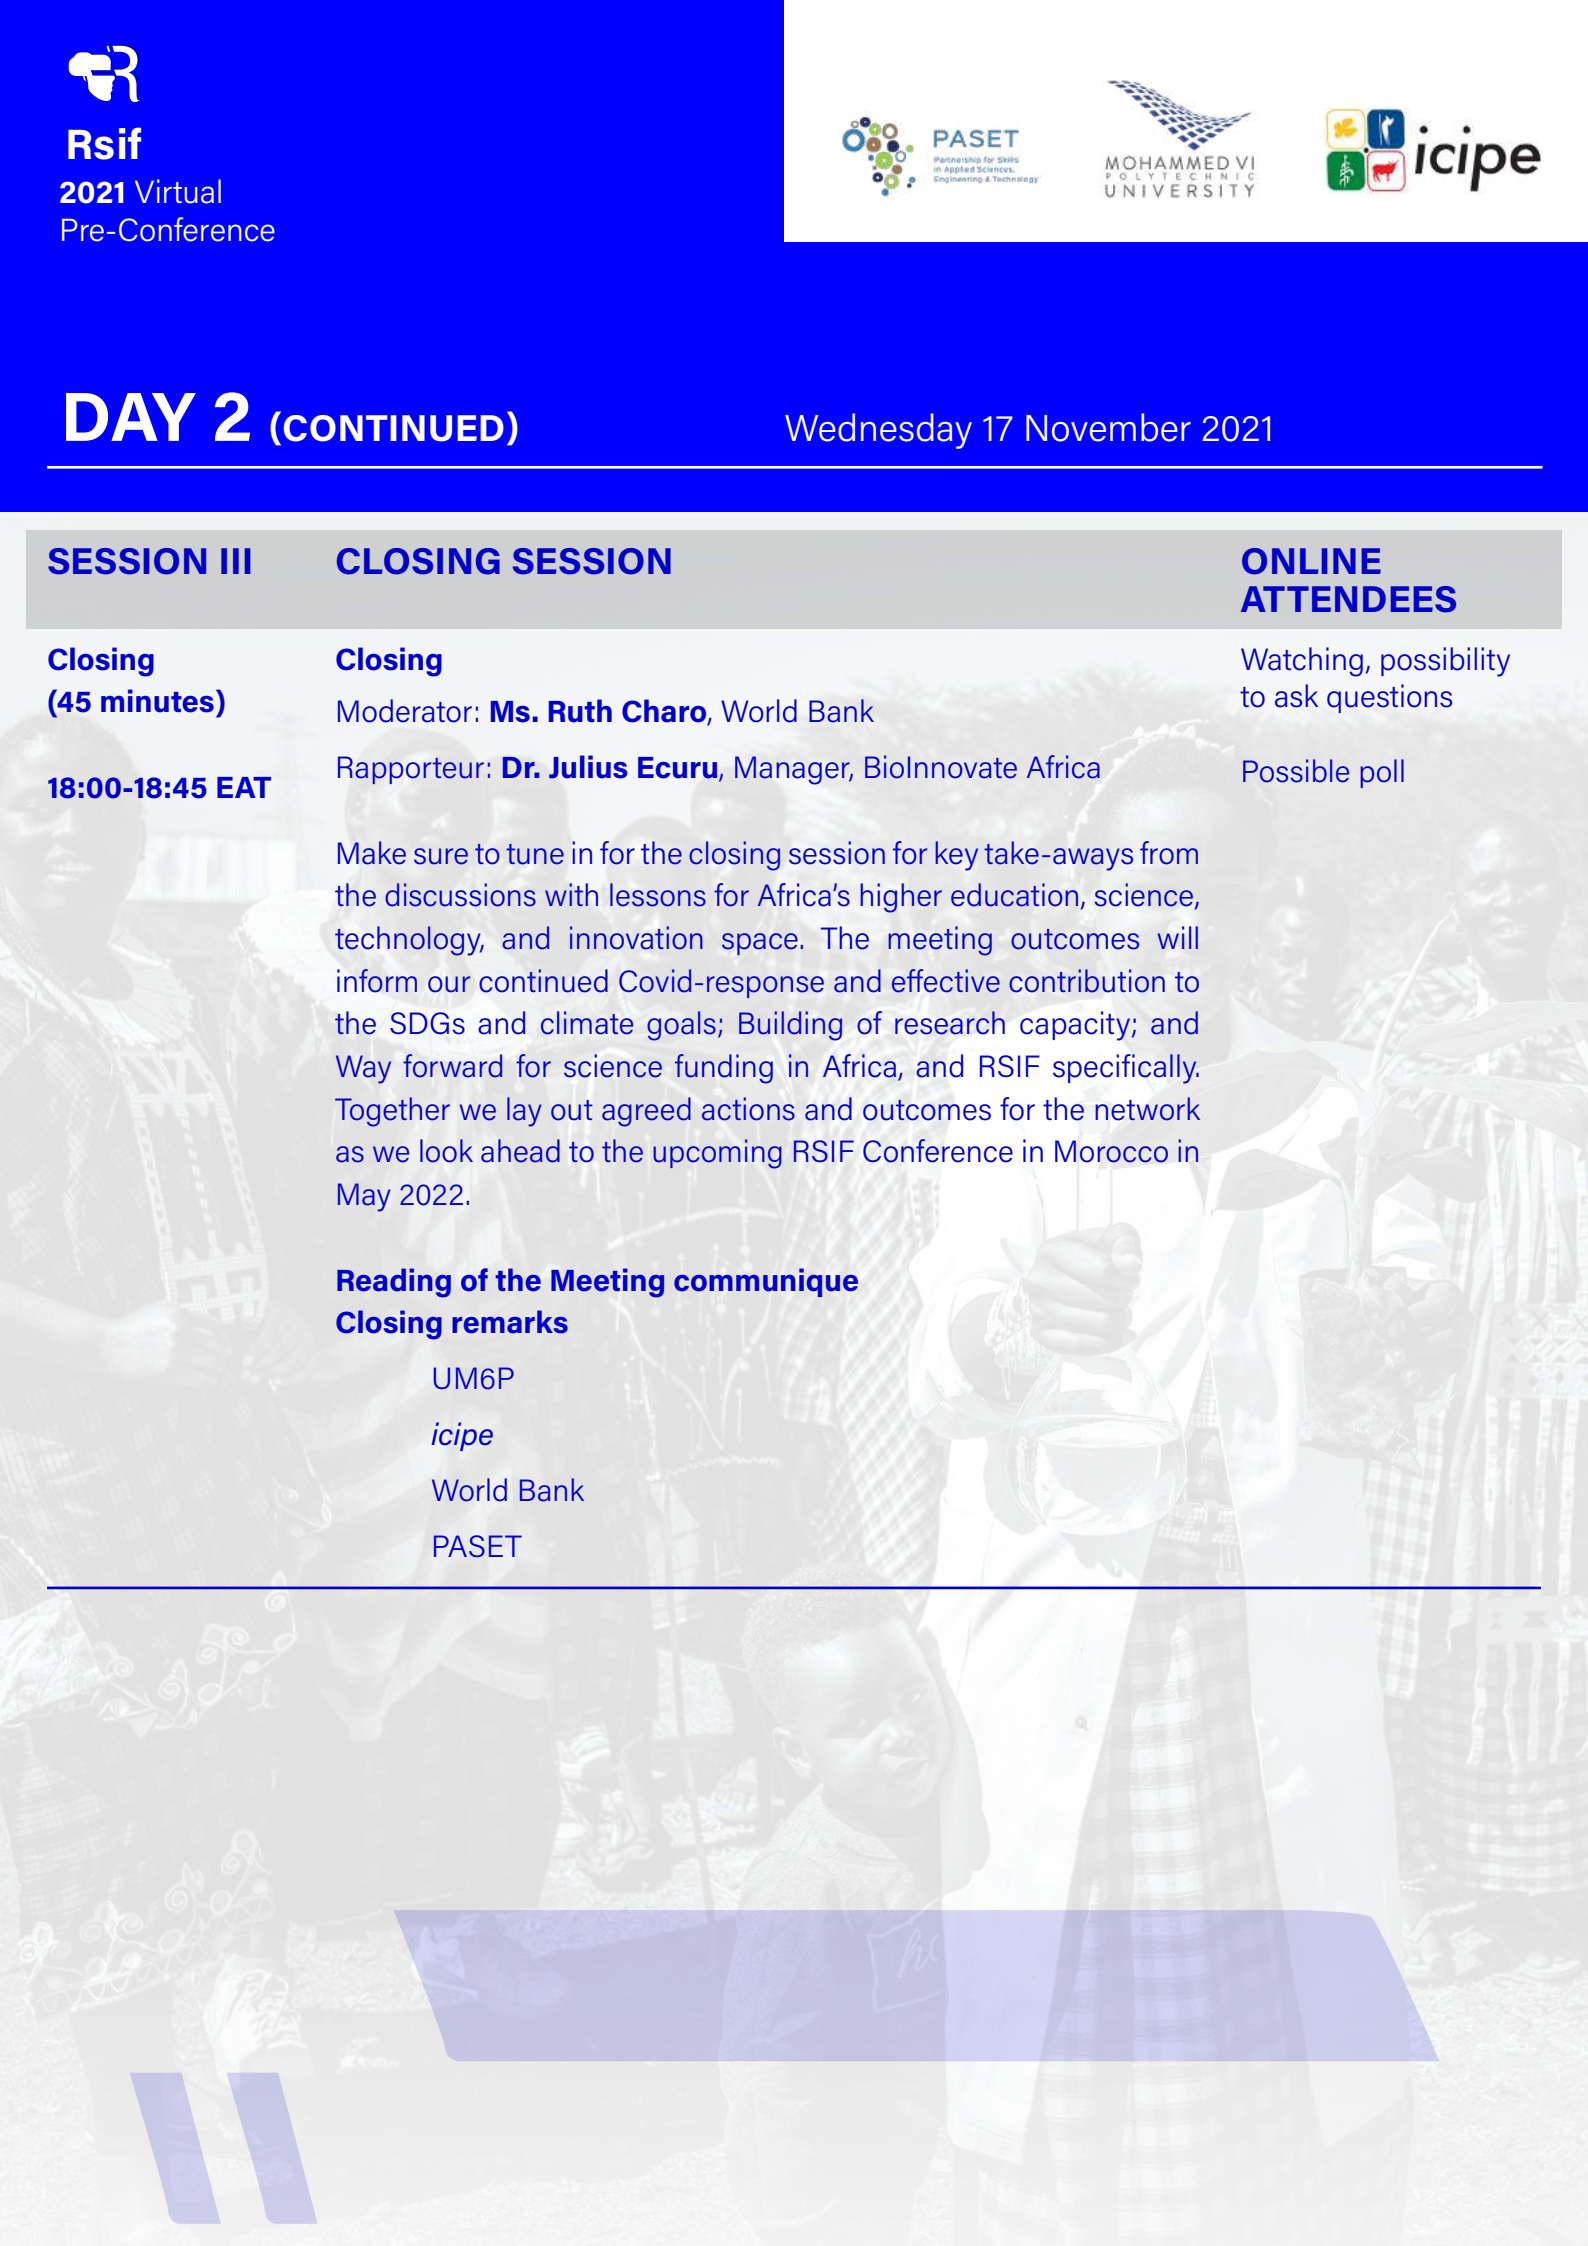 Rsif
2021 Virtual
Pre-Conference
PASET
Partnership for Skills
in Applied Sciences,
Engineering & Technology
MOHAMMED VI
POLYTECHNIC
UNIVERSITY
icipe
DAY 2 (CONTINUED)
Wednesday 17 November 2021
SESSION III
CLOSING SESSION
ONLINE
ATTENDEES
Closing
(45 minutes)
18:00-18:45 EAT
Closing
Moderator: Ms. Ruth Charo, World Bank
Rapporteur: Dr. Julius Ecuru, Manager, BioInnovate Africa
Make sure to tune in for the closing session for key take-aways from
the discussions with lessons for Africa’s higher education, science,
technology, and innovation space. The meeting outcomes will
inform our continued Covid-response and effective contribution to
the SDGs and climate goals; Building of research capacity; and
Way forward for science funding in Africa, and RSIF specifically.
Together we lay out agreed actions and outcomes for the network
as we look ahead to the upcoming RSIF Conference in Morocco in
May 2022.
Reading of the Meeting communique
Closing remarks
UM6P
icipe
World Bank
PASET
Watching, possibility
to ask questions
Possible poll